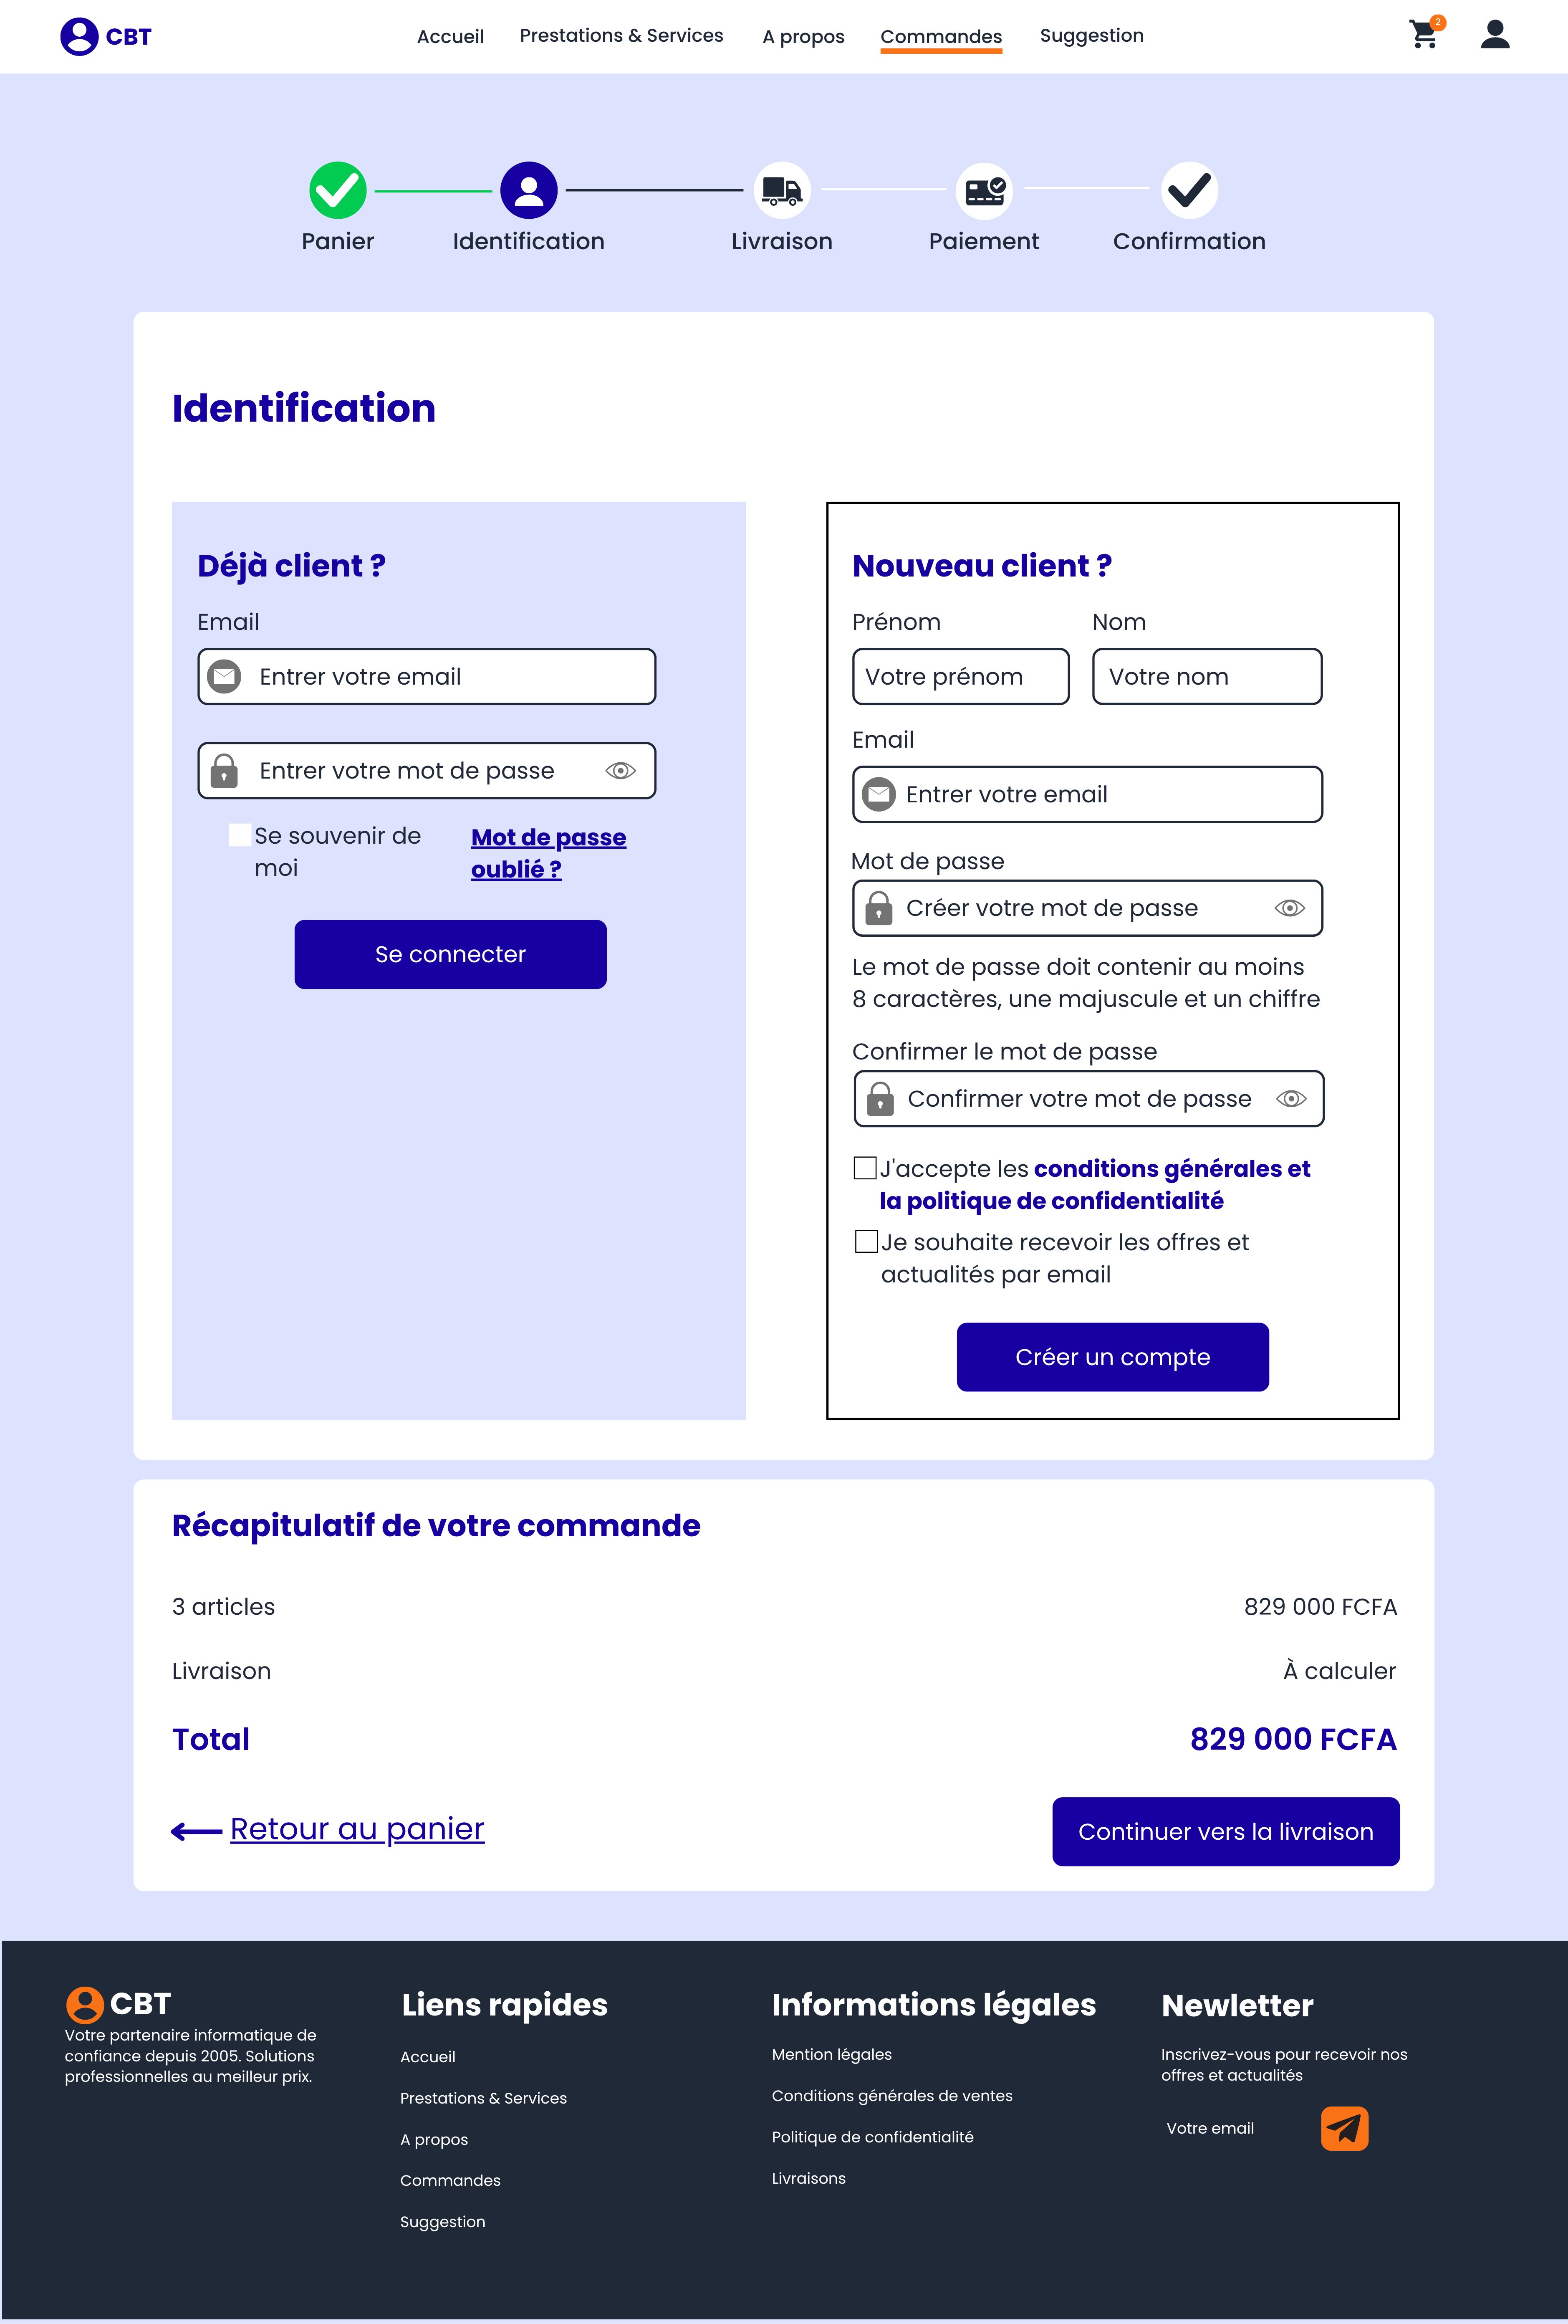 CBT
Accueil
Prestations & Services
A propos
Commandes
Suggestion
2
Panier
Identification
Livraison
Paiement
Confirmation
Identification
Déjà client ?
Email
Entrer votre email
Entrer votre mot de passe
Se souvenir de
moi
Mot de passe
oublié ?
Se connecter
Nouveau client ?
Prénom
Nom
Votre prénom
Votre nom
Email
Entrer votre email
Mot de passe
Créer votre mot de passe
Le mot de passe doit contenir au moins
8 caractères, une majuscule et un chiffre
Confirmer le mot de passe
Confirmer votre mot de passe
J'accepte les conditions générales et
la politique de confidentialité
Je souhaite recevoir les offres et
actualités par email
Créer un compte
Récapitulatif de votre commande
3 articles
829 000 FCFA
Livraison
À calculer
Total
829 000 FCFA
Retour au panier
Continuer vers la livraison
CBT
Votre partenaire informatique de
confiance depuis 2005. Solutions
professionnelles au meilleur prix.
Liens rapides
Accueil
Prestations & Services
A propos
Commandes
Suggestion
Informations légales
Mention légales
Conditions générales de ventes
Politique de confidentialité
Livraisons
Newletter
Inscrivez-vous pour recevoir nos
offres et actualités
Votre email